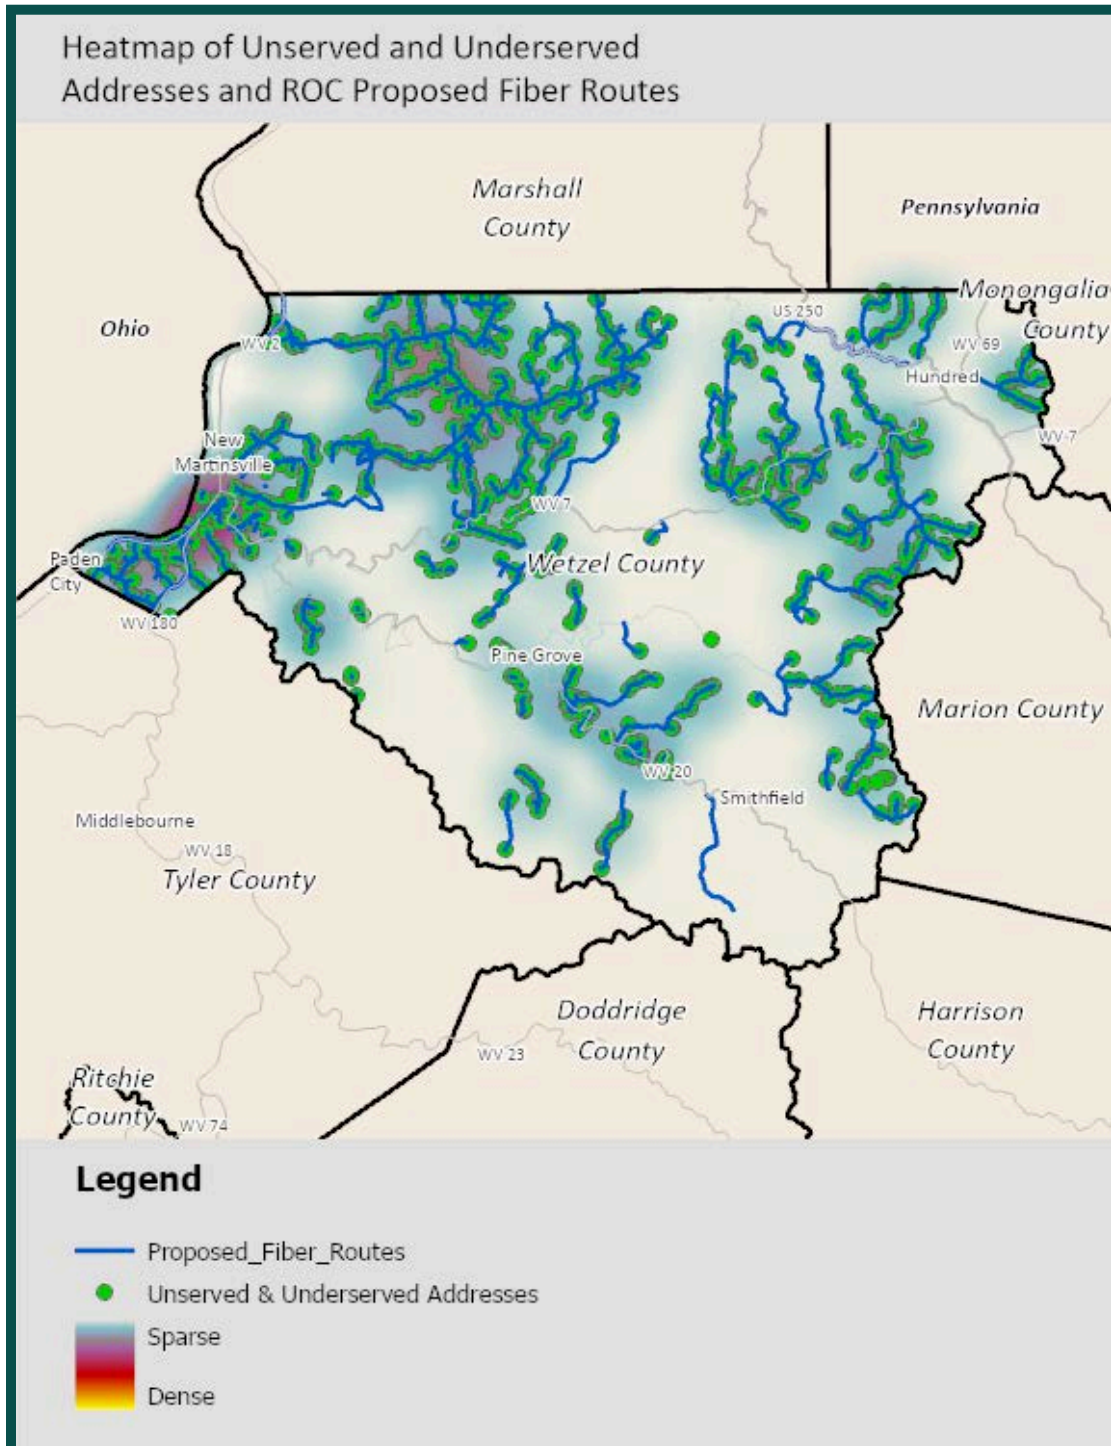 Heatmap of Unserved and Underserved
Addresses and ROC Proposed Fiber Routes
Marshall
County
Pennsylvania
Monongalia
County
Ohio
US 250
WV 2
WV 69
Hundred
New
Martinsville
WV 7
WV 7
Paden
City
Wetzel County
WV 180
Pine Grove
Marion County
WV 20
Smithfield
Middlebourne
WV 18
Tyler County
Doddridge
County
Harrison
County
WV 23
Ritchie
County
WV 74
Legend
Proposed_Fiber_Routes
Unserved & Underserved Addresses
Sparse
Dense